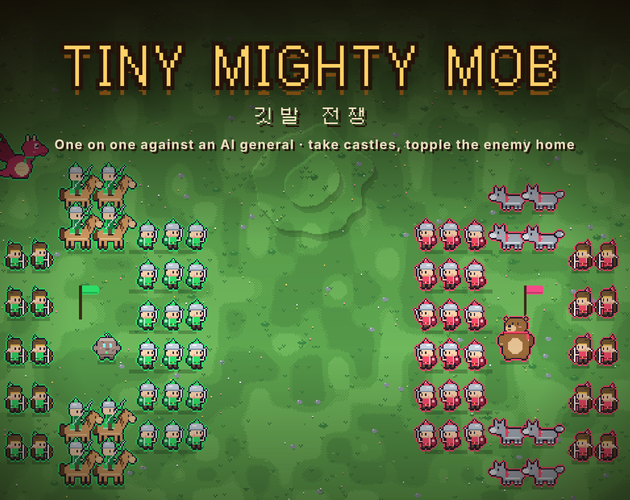 TINY MIGHTY MOB
깃발 전쟁
One on one against an AI general · take castles, topple the enemy home